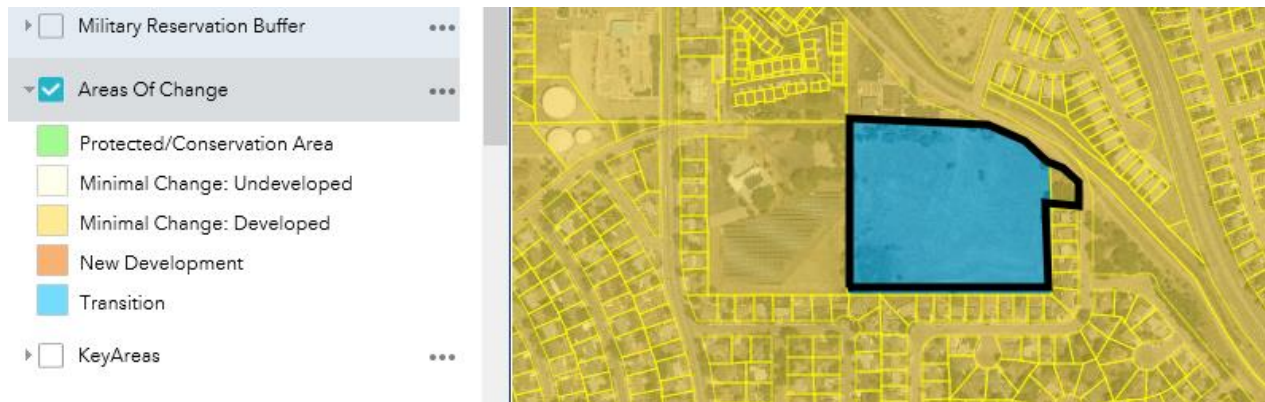 Military Reservation Buffer
Areas Of Change
Protected/Conservation Area
Minimal Change: Undeveloped
Minimal Change: Developed
New Development
Transition
KeyAreas